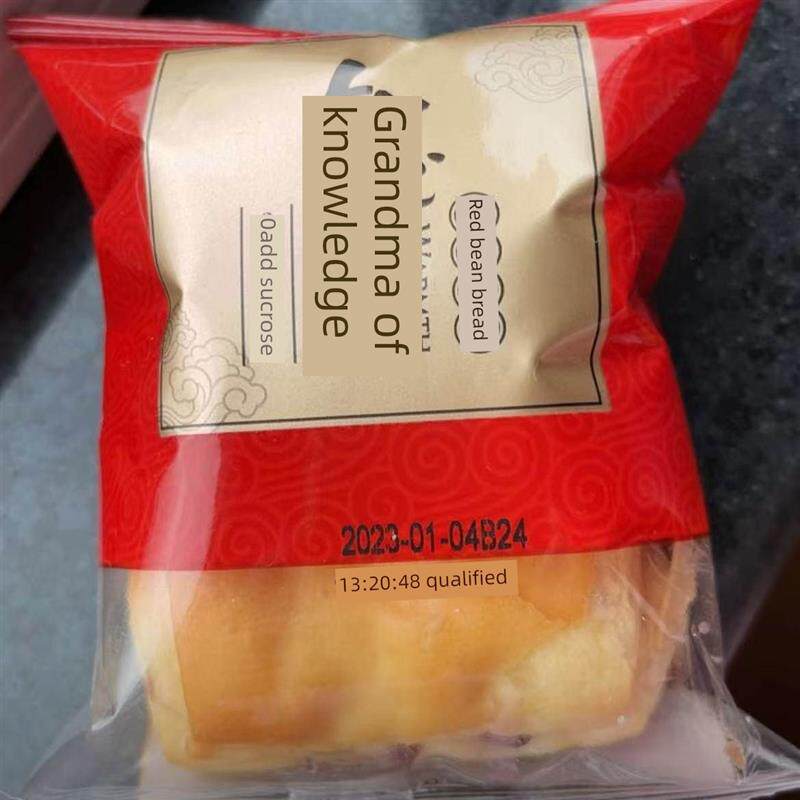 Grandma of
knowledge
Red bean bread
0add sucrose
2023-01-04B24
13:20:48 qualified